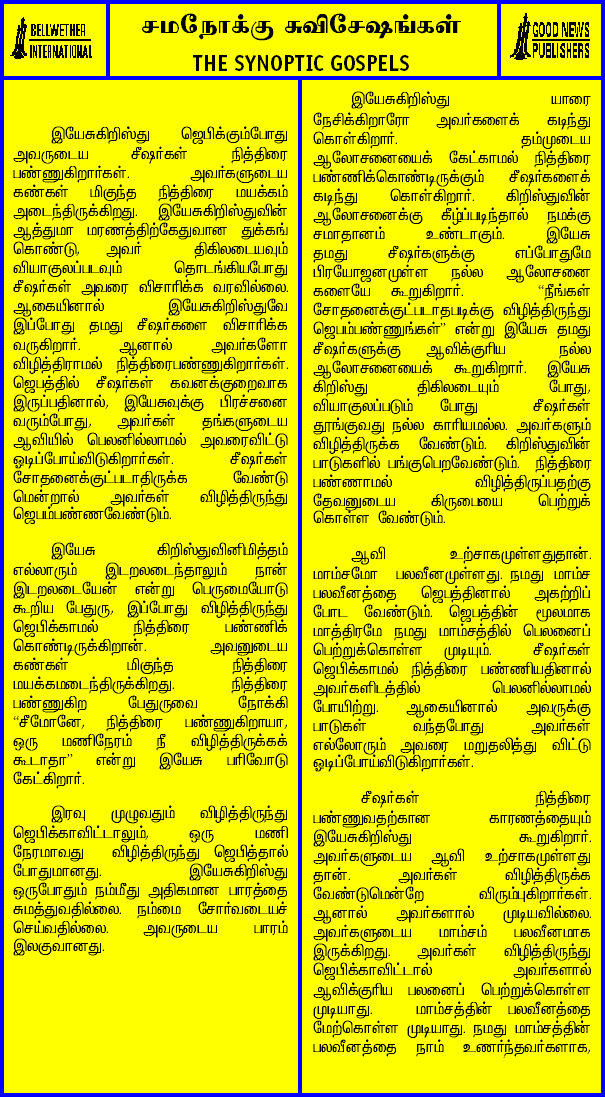 BELLWETHER
INTERNATIONAL
சமநோக்கு சுவிசேஷங்கள்
THE SYNOPTIC GOSPELS
GOOD NEWS
PUBLISHERS
இயேசுகிறிஸ்து ஜெபிக்கும்போது
அவருடைய சீஷர்கள் நித்திரை
பண்ணுகிறார்கள். அவர்களுடைய
கண்கள் மிகுந்த நித்திரை மயக்கம்
அடைந்திருக்கிறது. இயேசுகிறிஸ்துவின்
ஆத்துமா மரணத்திற்கேதுவான துக்கங்
கொண்டு, அவர் திகிலடையவும்
வியாகுலப்படவும் தொடங்கியபோது
சீஷர்கள் அவரை விசாரிக்க வரவில்லை.
ஆகையினால் இயேசுகிறிஸ்துவே
இப்போது தமது சீஷர்களை விசாரிக்க
வருகிறார். ஆனால் அவர்களோ
விழித்திராமல் நித்திரைபண்ணுகிறார்கள்.
ஜெபத்தில் சீஷர்கள் கவனக்குறைவாக
இருப்பதினால், இயேசுவுக்கு பிரச்சனை
வரும்போது, அவர்கள் தங்களுடைய
ஆவியில் பெலனில்லாமல் அவரைவிட்டு
ஓடிப்போய்விடுகிறார்கள். சீஷர்கள்
சோதனைக்குட்படாதிருக்க வேண்டு
மென்றால் அவர்கள் விழித்திருந்து
ஜெபம்பண்ணவேண்டும்.
இயேசு கிறிஸ்துவினிமித்தம்
எல்லாரும் இடறலடைந்தாலும் நான்
இடறலடையேன் என்று பெருமையோடு
கூறிய பேதுரு, இப்போது விழித்திருந்து
ஜெபிக்காமல் நித்திரை பண்ணிக்
கொண்டிருக்கிறான். அவனுடைய
கண்கள் மிகுந்த நித்திரை
மயக்கமடைந்திருக்கிறது. நித்திரை
பண்ணுகிற பேதுருவை நோக்கி
“சீமோனே, நித்திரை பண்ணுகிறாயா,
ஒரு மணிநேரம் நீ விழித்திருக்கக்
கூடாதா” என்று இயேசு பரிவோடு
கேட்கிறார்.
இரவு முழுவதும் விழித்திருந்து
ஜெபிக்காவிட்டாலும், ஒரு மணி
நேரமாவது விழித்திருந்து ஜெபித்தால்
போதுமானது. இயேசுகிறிஸ்து
ஒருபோதும் நம்மீது அதிகமான பாரத்தை
சுமத்துவதில்லை. நம்மை சோர்வடையச்
செய்வதில்லை. அவருடைய பாரம்
இலகுவானது.
இயேசுகிறிஸ்து யாரை
நேசிக்கிறாரோ அவர்களைக் கடிந்து
கொள்கிறார். தம்முடைய
ஆலோசனையைக் கேட்காமல் நித்திரை
பண்ணிக்கொண்டிருக்கும் சீஷர்களைக்
கடிந்து கொள்கிறார். கிறிஸ்துவின்
ஆலோசனைக்கு கீழ்ப்படிந்தால் நமக்கு
சமாதானம் உண்டாகும். இயேசு
தமது சீஷர்களுக்கு எப்போதுமே
பிரயோஜனமுள்ள நல்ல ஆலோசனை
களையே கூறுகிறார். “நீங்கள்
சோதனைக்குட்படாதபடிக்கு விழித்திருந்து
ஜெபம்பண்ணுங்கள்” என்று இயேசு தமது
சீஷர்களுக்கு ஆவிக்குரிய நல்ல
ஆலோசனையைக் கூறுகிறார். இயேசு
கிறிஸ்து திகிலடையும் போது,
வியாகுலப்படும் போது சீஷர்கள்
தூங்குவது நல்ல காரியமல்ல. அவர்களும்
விழித்திருக்க வேண்டும். கிறிஸ்துவின்
பாடுகளில் பங்குபெறவேண்டும். நித்திரை
பண்ணாமல் விழித்திருப்பதற்கு
தேவனுடைய கிருபையை பெற்றுக்
கொள்ள வேண்டும்.
ஆவி உற்சாகமுள்ளதுதான்.
மாம்சமோ பலவீனமுள்ளது. நமது மாம்ச
பலவீனத்தை ஜெபத்தினால் அகற்றிப்
போட வேண்டும். ஜெபத்தின் மூலமாக
மாத்திரமே நமது மாம்சத்தில் பெலனைப்
பெற்றுக்கொள்ள முடியும். சீஷர்கள்
ஜெபிக்காமல் நித்திரை பண்ணியதினால்
அவர்களிடத்தில் பெலனில்லாமல்
போயிற்று. ஆகையினால் அவருக்கு
பாடுகள் வந்தபோது அவர்கள்
எல்லோரும் அவரை மறுதலித்து விட்டு
ஓடிப்போய்விடுகிறார்கள்.
சீஷர்கள் நித்திரை
பண்ணுவதற்கான காரணத்தையும்
இயேசுகிறிஸ்து கூறுகிறார்.
அவர்களுடைய ஆவி உற்சாகமுள்ளது
தான். அவர்கள் விழித்திருக்க
வேண்டுமென்றே விரும்புகிறார்கள்.
ஆனால் அவர்களால் முடியவில்லை.
அவர்களுடைய மாம்சம் பலவீனமாக
இருக்கிறது. அவர்கள் விழித்திருந்து
ஜெபிக்காவிட்டால் அவர்களால்
ஆவிக்குரிய பலனைப் பெற்றுக்கொள்ள
முடியாது. மாம்சத்தின் பலவீனத்தை
மேற்கொள்ள முடியாது. நமது மாம்சத்தின்
பலவீனத்தை நாம் உணர்ந்தவர்களாக,